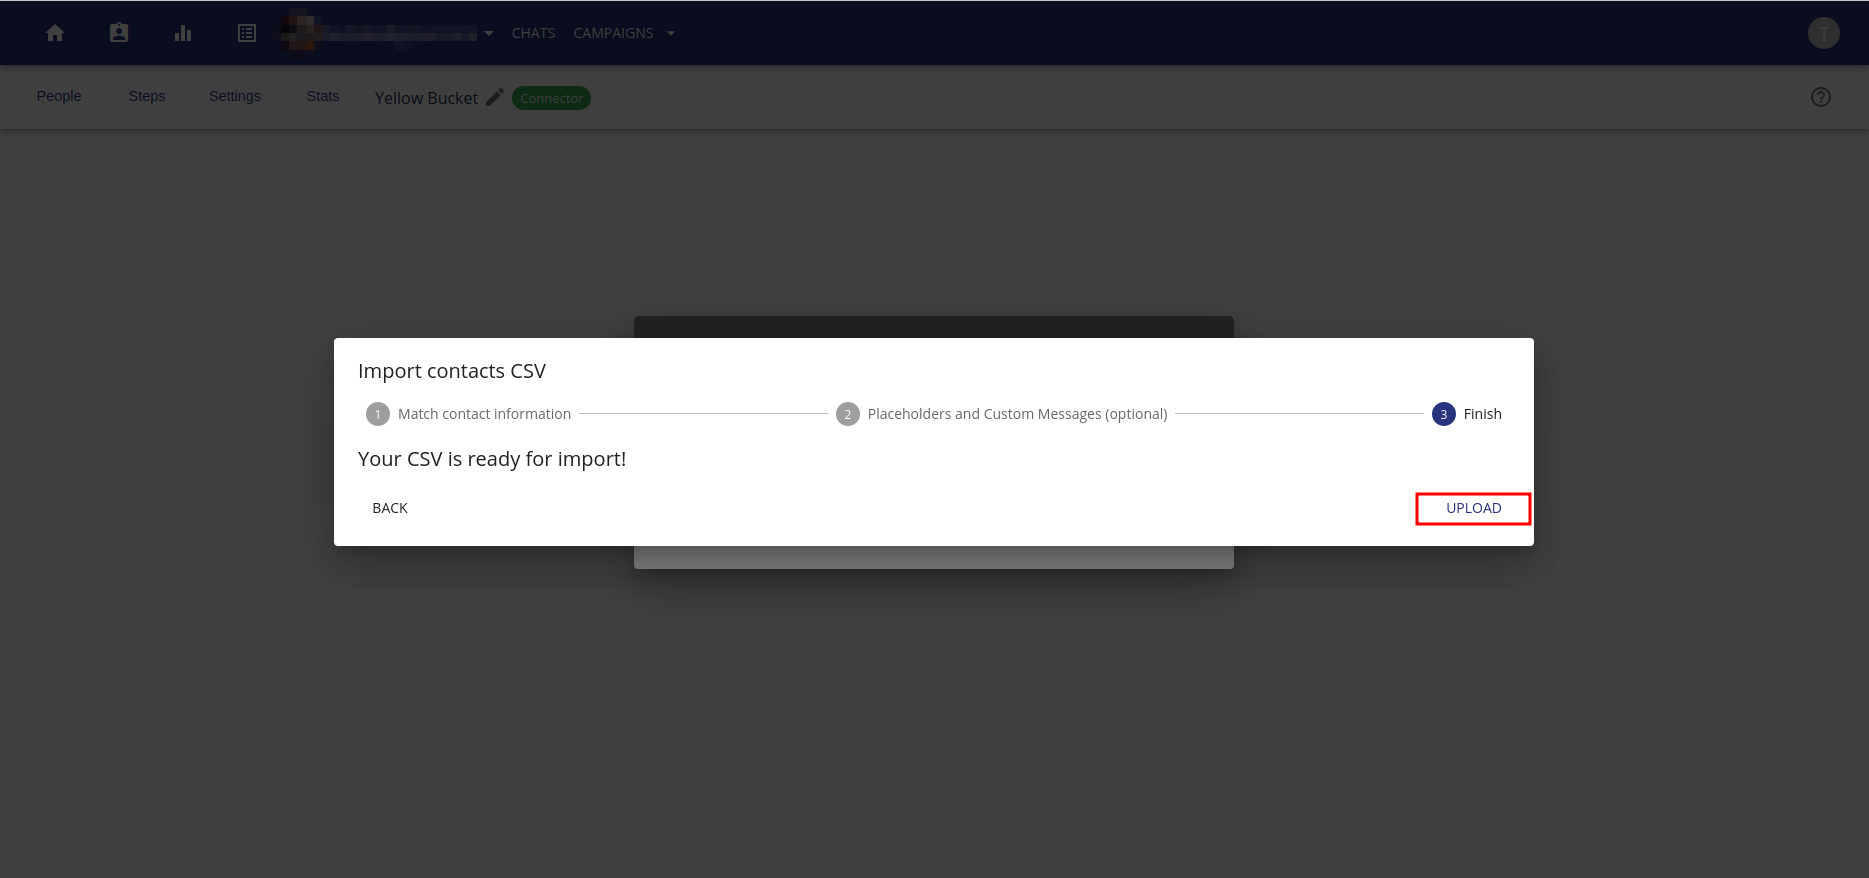 CHATS CAMPAIGNS T
People Steps Settings Stats Yellow Bucket Connector ?
Import contacts CSV
1 Match contact information 2 Placeholders and Custom Messages (optional) 3 Finish
Your CSV is ready for import!
BACK UPLOAD